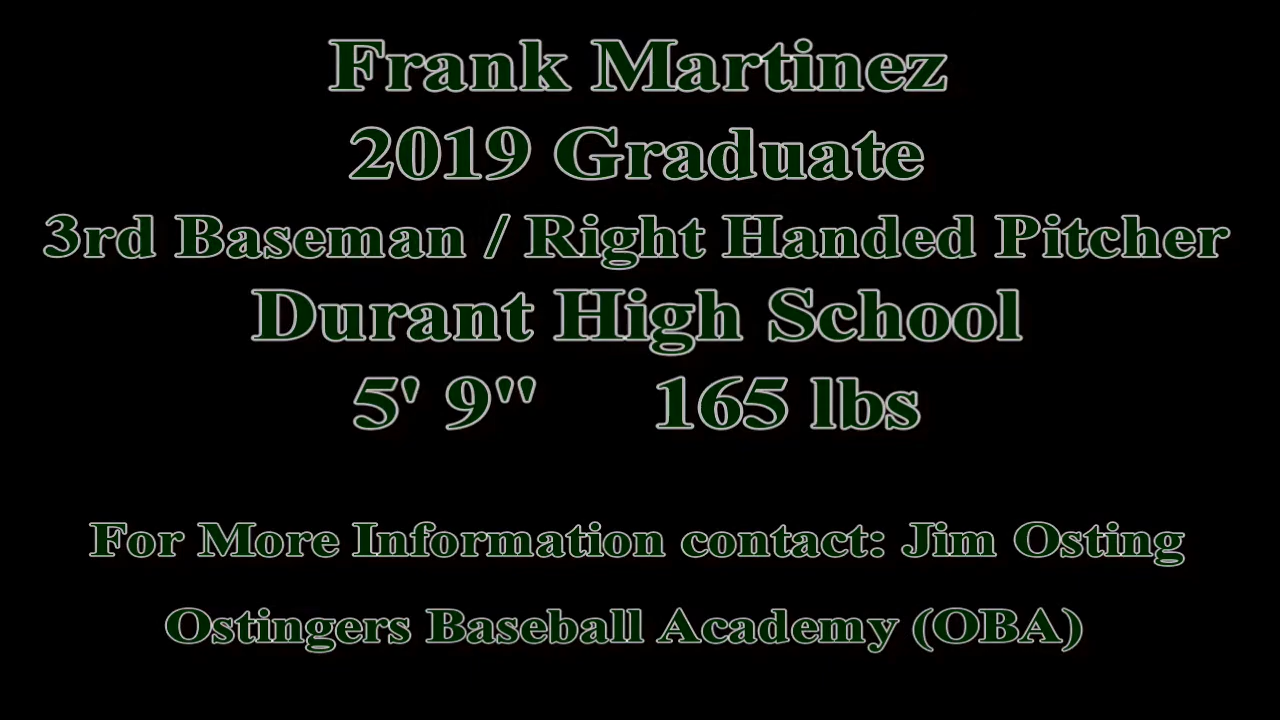 Frank Martinez
2019 Graduate
3rd Baseman / Right Handed Pitcher
Durant High School
5' 9" 165 lbs
For More Information contact: Jim Osting
Ostingers Baseball Academy (OBA)